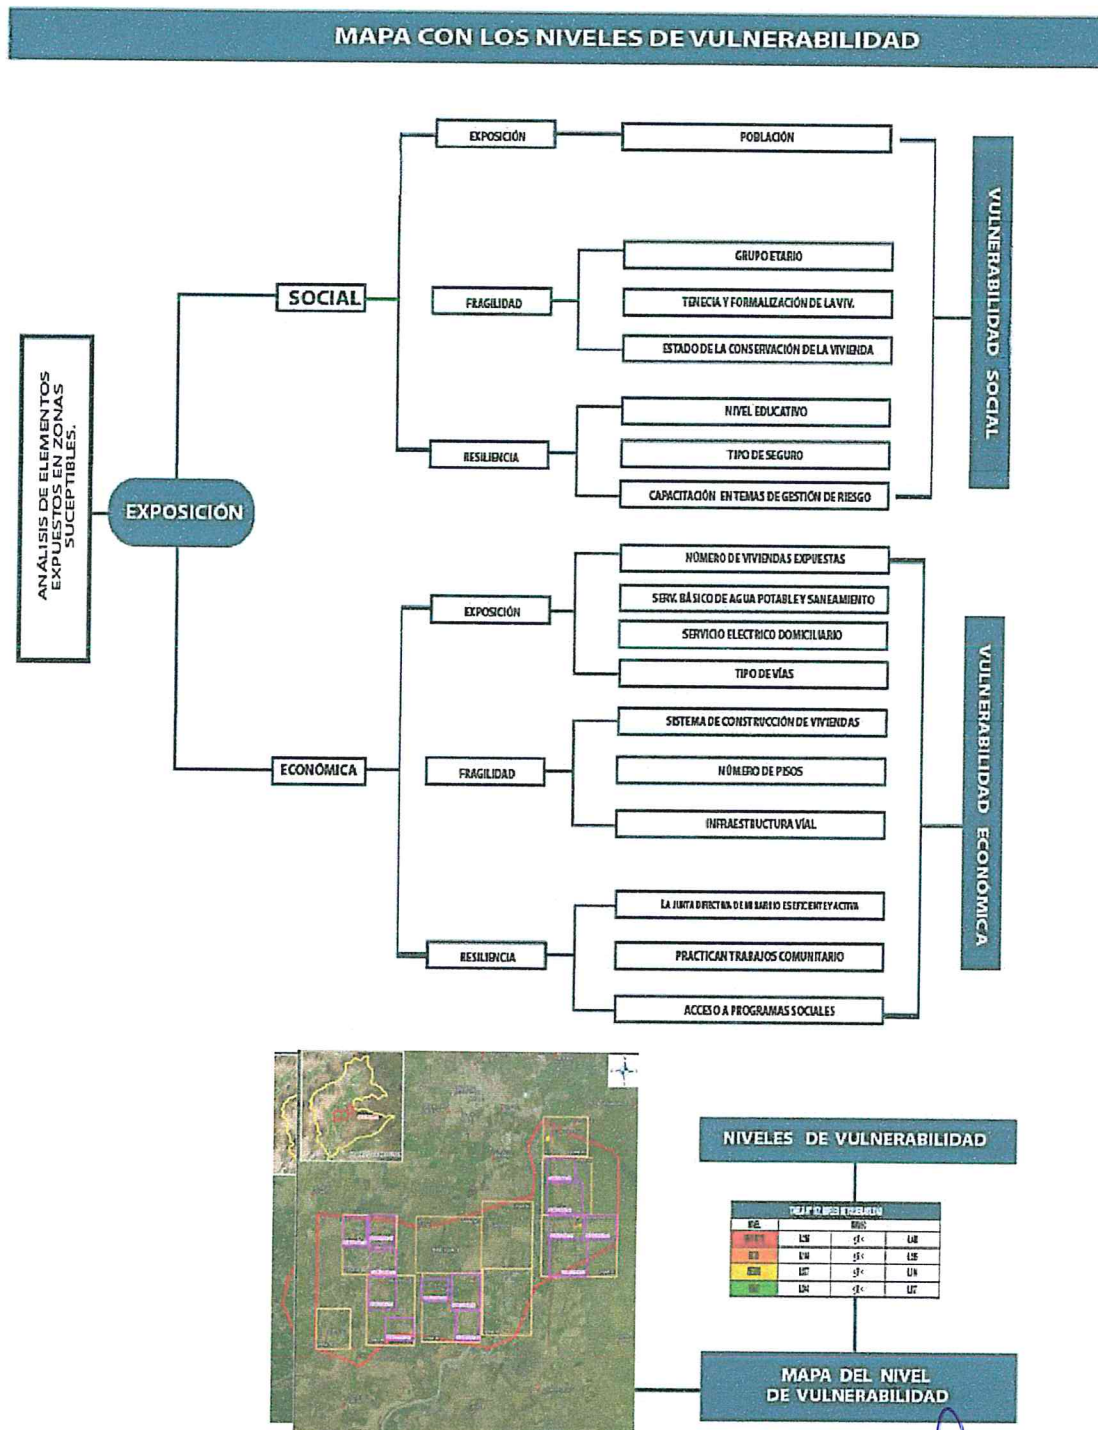 MAPA CON LOS NIVELES DE VULNERABILIDAD
ANÁLISIS DE ELEMENTOS
EXPUESTOS EN ZONAS
SUCEPTIBLES.
EXPOSICIÓN
SOCIAL
EXPOSICIÓN
POBLACIÓN
FRAGILIDAD
GRUPO ETARIO
TENECIA Y FORMALIZACIÓN DE LA VIV.
ESTADO DE LA CONSERVACIÓN DE LA VIVIENDA
RESILIENCIA
NIVEL EDUCATIVO
TIPO DE SEGURO
CAPACITACIÓN EN TEMAS DE GESTIÓN DE RIESGO
VULNERABILIDAD SOCIAL
ECONÓMICA
EXPOSICIÓN
NÚMERO DE VIVIENDAS EXPUESTAS
SERV. BÁSICO DE AGUA POTABLE Y SANEAMIENTO
SERVICIO ELECTRICO DOMICILIARIO
TIPO DE VÍAS
FRAGILIDAD
SISTEMA DE CONSTRUCCIÓN DE VIVIENDAS
NÚMERO DE PISOS
INFRAESTRUCTURA VÍAL
RESILIENCIA
LA JUNTA DIRECTIVA DE MI BARRIO ES EFICIENTE Y ACTIVA
PRACTICAN TRABAJOS COMUNITARIO
ACCESO A PROGRAMAS SOCIALES
VULNERABILIDAD ECONÓMICA
NIVELES DE VULNERABILIDAD
NIVEL
RANGO
MAPA DEL NIVEL
DE VULNERABILIDAD